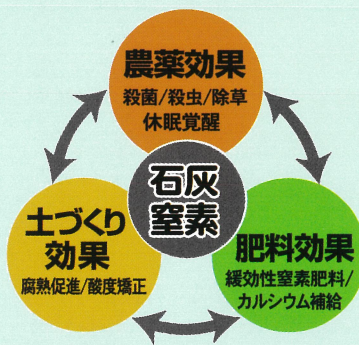 農薬効果
殺菌/殺虫/除草
休眠覚醒
石灰
窒素
土づくり
効果
腐熟促進/酸度矯正
肥料効果
緩効性窒素肥料/
カルシウム補給